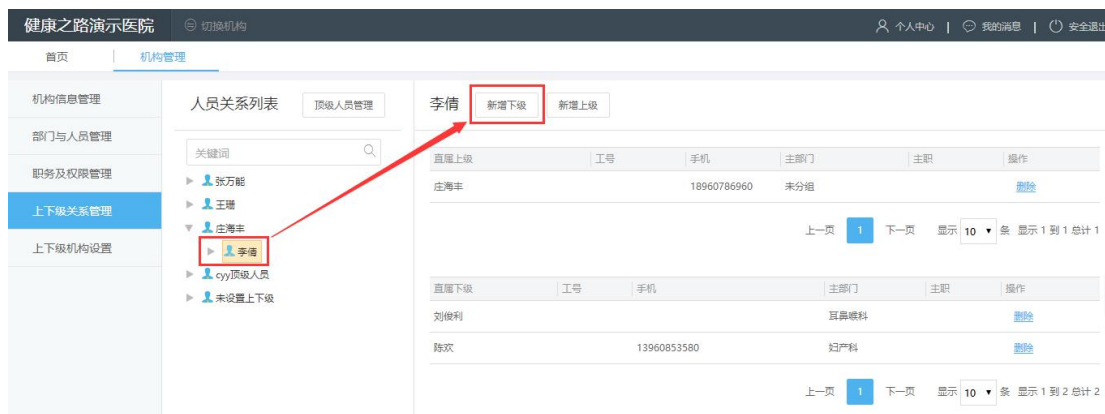 健康之路演示医院 切换机构 个人中心 | 我的消息 | 安全退出
首页 机构管理
机构信息管理
部门与人员管理
职务及权限管理
上下级关系管理
上下级机构设置
人员关系列表 顶级人员管理
关键词
张万能
王珊
庄海丰
李倩
cyy顶级人员
未设置上下级
李倩 新增下级 新增上级
直属上级 工号 手机 主部门 主职 操作
庄海丰 18960786960 未分组 删除
上一页 1 下一页 显示 10 条 显示 1 到 1 总计 1
直属下级 工号 手机 主部门 主职 操作
刘俊利 耳鼻喉科 删除
陈欢 13960853580 妇产科 删除
上一页 1 下一页 显示 10 条 显示 1 到 2 总计 2